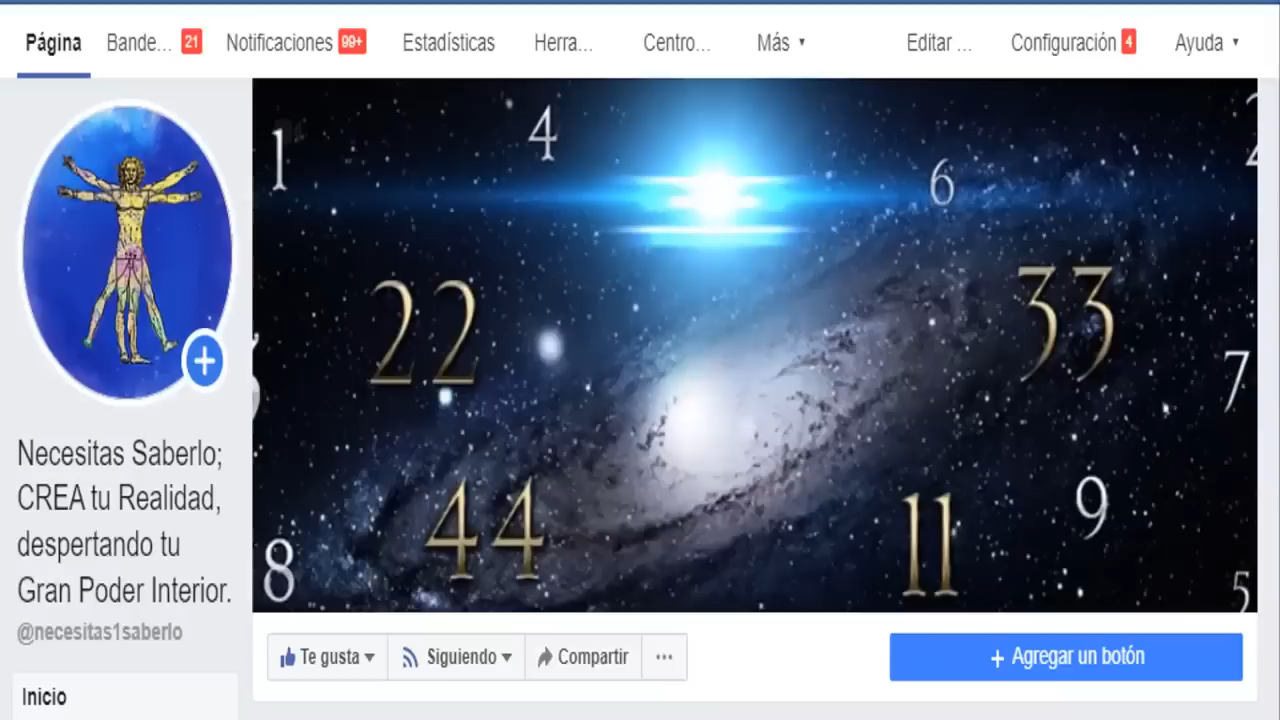 Página Bande... 21 Notificaciones 99+ Estadísticas Herra... Centro... Más Editar ... Configuración 4 Ayuda
1 4 6 2
22 33
7
44 11 9
8 5
Necesitas Saberlo;
CREA tu Realidad,
despertando tu
Gran Poder Interior.
@necesitas1saberlo
Inicio
Te gusta Siguiendo Compartir ... + Agregar un botón